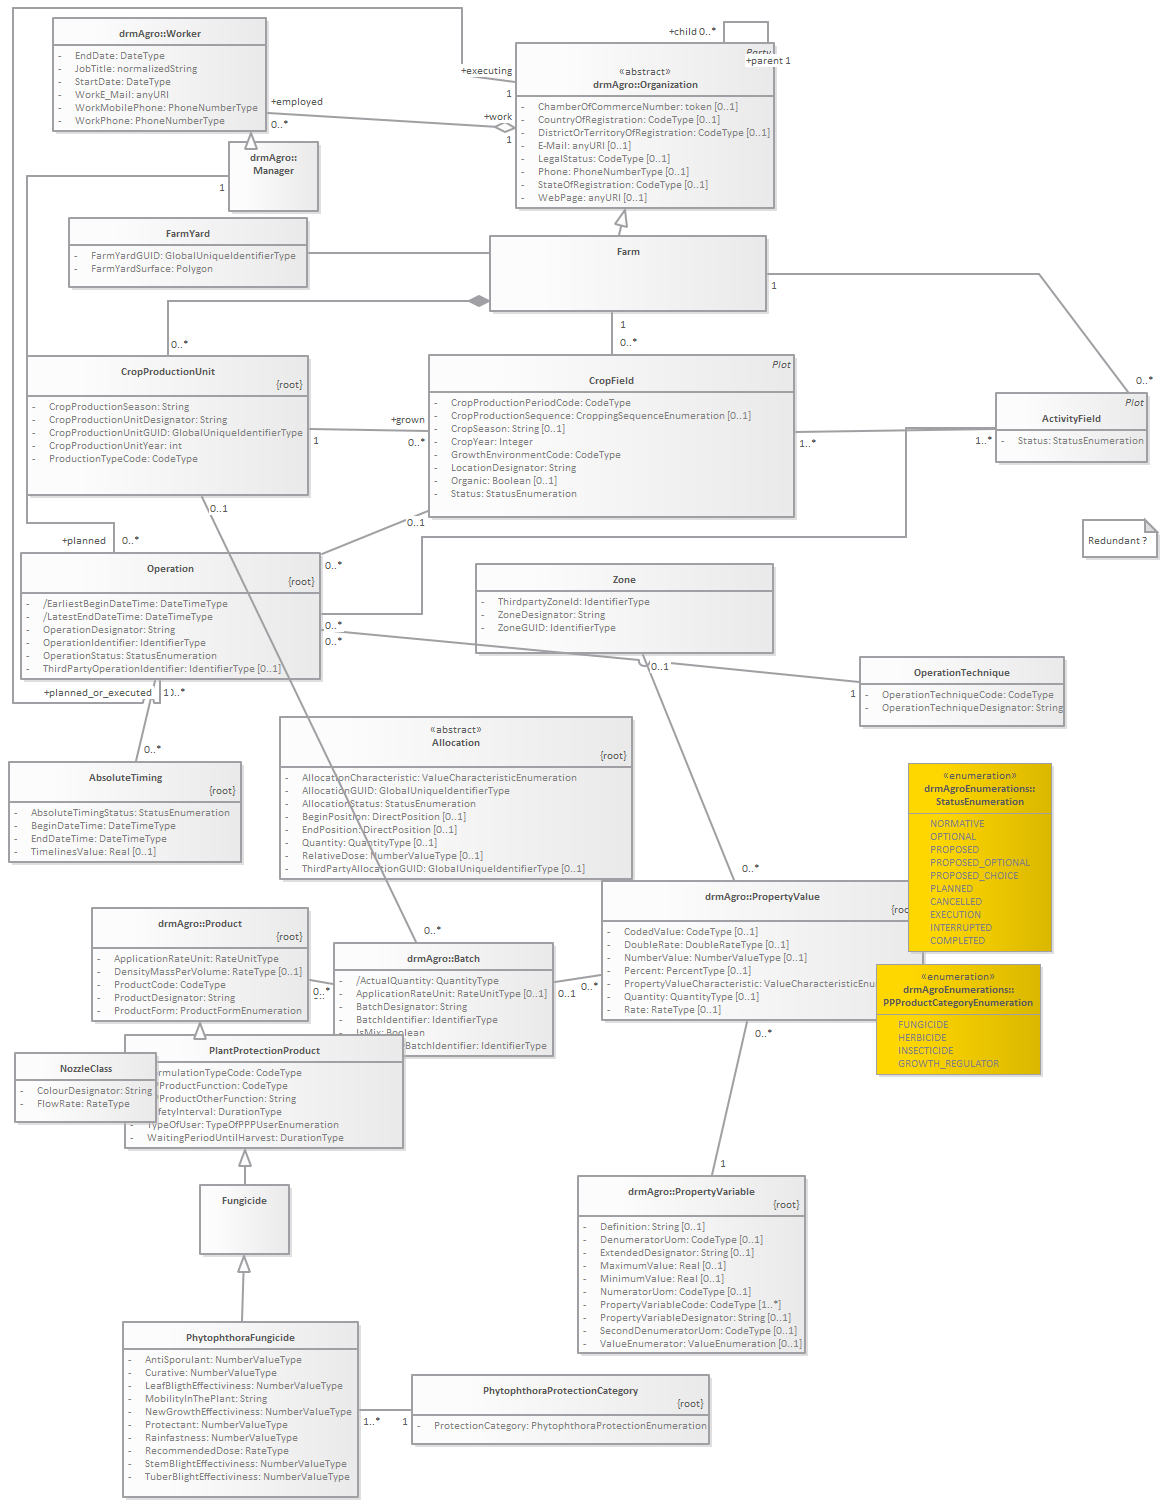 drmAgro::Worker
- EndDate: DateType
- JobTitle: normalizedString
- StartDate: DateType
- WorkE_Mail: anyURI
- WorkMobilePhone: PhoneNumberType
- WorkPhone: PhoneNumberType
+child 0..*
Party
+parent 1
«abstract»
drmAgro::Organization
- ChamberOfCommerceNumber: token [0..1]
- CountryOfRegistration: CodeType [0..1]
- DistrictOrTerritoryOfRegistration: CodeType [0..1]
- E-Mail: anyURI [0..1]
- LegalStatus: CodeType [0..1]
- Phone: PhoneNumberType [0..1]
- StateOfRegistration: CodeType [0..1]
- WebPage: anyURI [0..1]
+executing
1
+employed
0..*
+work
1
drmAgro::
Manager
1
FarmYard
- FarmYardGUID: GlobalUniqueIdentifierType
- FarmYardSurface: Polygon
Farm
1
1
0..*
0..*
0..*
CropProductionUnit
{root}
- CropProductionSeason: String
- CropProductionUnitDesignator: String
- CropProductionUnitGUID: GlobalUniqueIdentifierType
- CropProductionUnitYear: int
- ProductionTypeCode: CodeType
+grown
1
0..*
Plot
CropField
- CropProductionPeriodCode: CodeType
- CropProductionSequence: CroppingSequenceEnumeration [0..1]
- CropSeason: String [0..1]
- CropYear: Integer
- GrowthEnvironmentCode: CodeType
- LocationDesignator: String
- Organic: Boolean [0..1]
- Status: StatusEnumeration
1..*
1..*
Plot
ActivityField
- Status: StatusEnumeration
Redundant ?
0..1
0..1
+planned
0..*
0..*
Operation
{root}
- /EarliestBeginDateTime: DateTimeType
- /LatestEndDateTime: DateTimeType
- OperationDesignator: String
- OperationIdentifier: IdentifierType
- OperationStatus: StatusEnumeration
- ThirdPartyOperationIdentifier: IdentifierType [0..1]
0..*
0..*
+planned_or_executed
Zone
- ThirdpartyZoneId: IdentifierType
- ZoneDesignator: String
- ZoneGUID: IdentifierType
0..1
1
OperationTechnique
- OperationTechniqueCode: CodeType
- OperationTechniqueDesignator: String
0..*
AbsoluteTiming
{root}
- AbsoluteTimingStatus: StatusEnumeration
- BeginDateTime: DateTimeType
- EndDateTime: DateTimeType
- TimelinesValue: Real [0..1]
«abstract»
Allocation
{root}
- AllocationCharacteristic: ValueCharacteristicEnumeration
- AllocationGUID: GlobalUniqueIdentifierType
- AllocationStatus: StatusEnumeration
- BeginPosition: DirectPosition [0..1]
- EndPosition: DirectPosition [0..1]
- Quantity: QuantityType [0..1]
- RelativeDose: NumberValueType [0..1]
- ThirdPartyAllocationGUID: GlobalUniqueIdentifierType [0..1]
«enumeration»
drmAgroEnumerations::
StatusEnumeration
NORMATIVE
OPTIONAL
PROPOSED
PROPOSED_OPTIONAL
PROPOSED_CHOICE
PLANNED
CANCELLED
EXECUTION
INTERRUPTED
COMPLETED
0..*
drmAgro::PropertyValue
- CodedValue: CodeType [0..1]
- DoubleRate: DoubleRateType [0..1]
- NumberValue: NumberValueType [0..1]
- Percent: PercentType [0..1]
- PropertyValueCharacteristic: ValueCharacteristicEnu
- Quantity: QuantityType [0..1]
- Rate: RateType [0..1]
«enumeration»
drmAgroEnumerations::
PPProductCategoryEnumeration
FUNGICIDE
HERBICIDE
INSECTICIDE
GROWTH_REGULATOR
drmAgro::Product
{root}
- ApplicationRateUnit: RateUnitType
- DensityMassPerVolume: RateType [0..1]
- ProductCode: CodeType
- ProductDesignator: String
- ProductForm: ProductFormEnumeration
0..*
0..*
drmAgro::Batch
- /ActualQuantity: QuantityType
- ApplicationRateUnit: RateUnitType [0..1]
- BatchDesignator: String
- BatchIdentifier: IdentifierType
IsMix: Boolean
BatchIdentifier: IdentifierType
0..1
0..*
0..*
PlantProtectionProduct
ormulationTypeCode: CodeType
ProductFunction: CodeType
ProductOtherFunction: String
fetyInterval: DurationType
TypeOfUser: TypeOfPPPUserEnumeration
- WaitingPeriodUntilHarvest: DurationType
NozzleClass
- ColourDesignator: String
- FlowRate: RateType
Fungicide
1
drmAgro::PropertyVariable
{root}
- Definition: String [0..1]
- DenumeratorUom: CodeType [0..1]
- ExtendedDesignator: String [0..1]
- MaximumValue: Real [0..1]
- MinimumValue: Real [0..1]
- NumeratorUom: CodeType [0..1]
- PropertyVariableCode: CodeType [1..*]
- PropertyVariableDesignator: String [0..1]
- SecondDenumeratorUom: CodeType [0..1]
- ValueEnumerator: ValueEnumeration [0..1]
PhytophthoraFungicide
- AntiSporulant: NumberValueType
- Curative: NumberValueType
- LeafBligthEffectiviness: NumberValueType
- MobilityInThePlant: String
- NewGrowthEffectiviness: NumberValueType
- Protectant: NumberValueType
- Rainfastness: NumberValueType
- RecommendedDose: RateType
- StemBlightEffectiviness: NumberValueType
- TuberBlightEffectiviness: NumberValueType
1..*
1
PhytophthoraProtectionCategory
{root}
- ProtectionCategory: PhytophthoraProtectionEnumeration